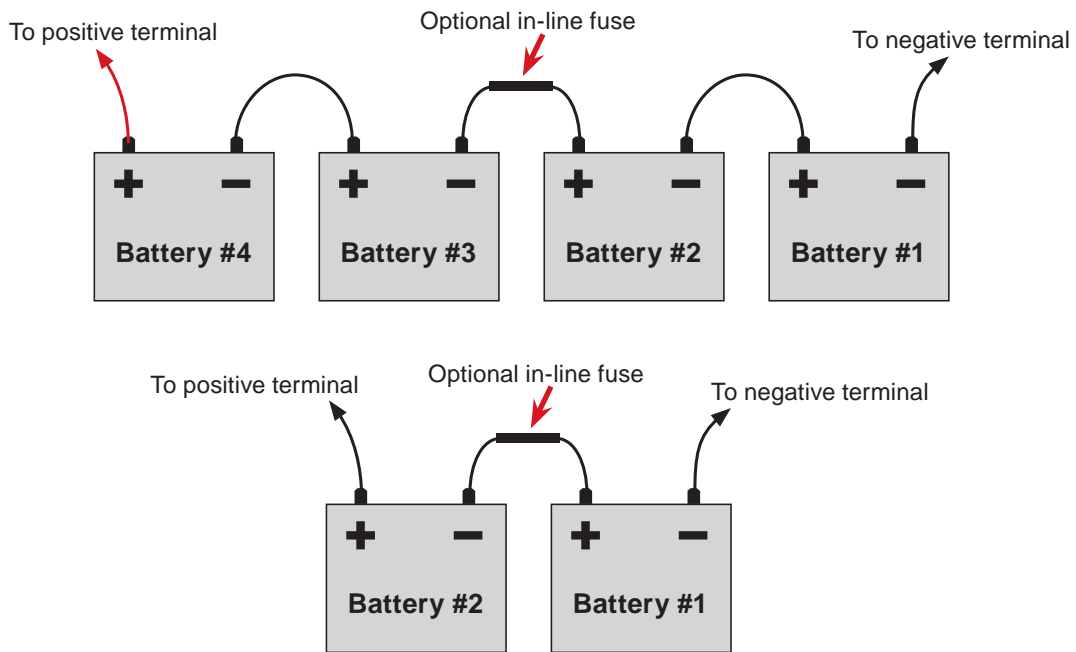 Optional in-line fuse
To positive terminal
To negative terminal
+ −
+ −
+ −
+ −
Battery #4
Battery #3
Battery #2
Battery #1
Optional in-line fuse
To positive terminal
To negative terminal
+ −
+ −
Battery #2
Battery #1